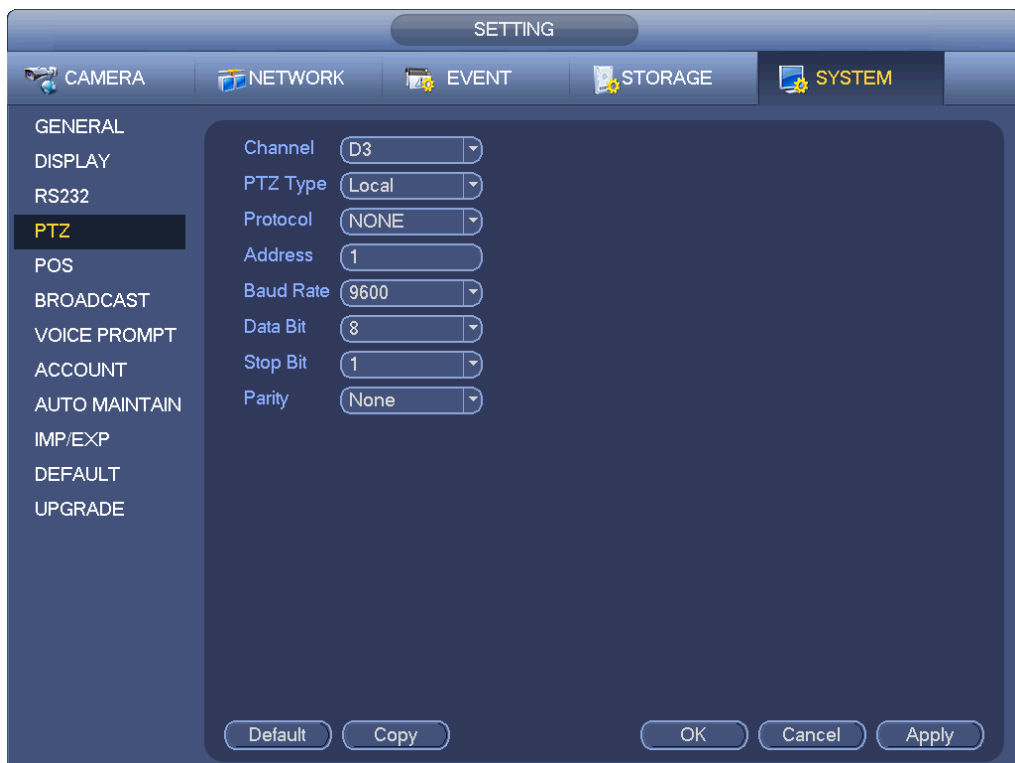 SETTING
CAMERA NETWORK EVENT STORAGE SYSTEM
GENERAL
DISPLAY
RS232
PTZ
POS
BROADCAST
VOICE PROMPT
ACCOUNT
AUTO MAINTAIN
IMP/EXP
DEFAULT
UPGRADE
Channel D3
PTZ Type Local
Protocol NONE
Address 1
Baud Rate 9600
Data Bit 8
Stop Bit 1
Parity None
Default Copy OK Cancel Apply